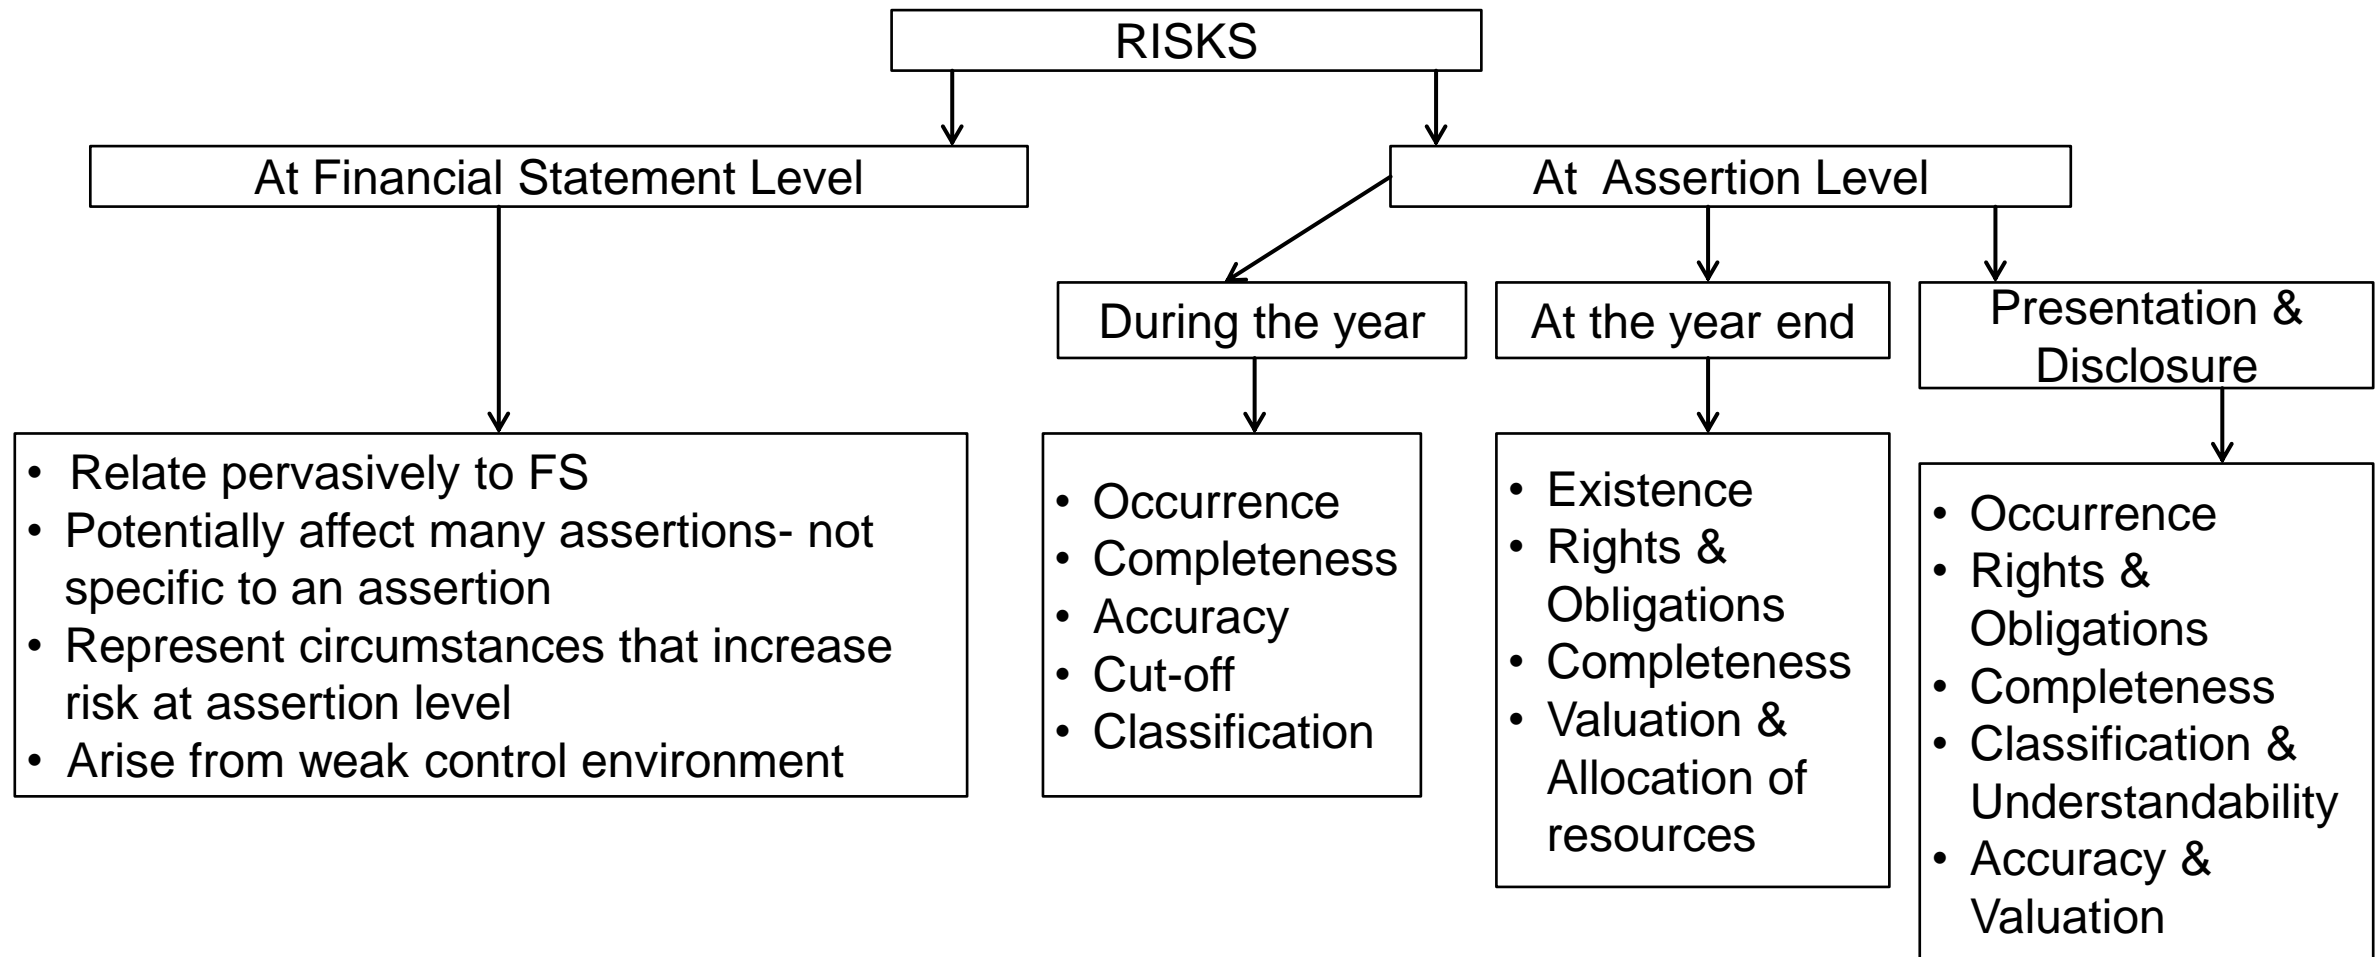 RISKS
At Financial Statement Level
At Assertion Level
During the year
At the year end
Presentation &
Disclosure
• Relate pervasively to FS
• Potentially affect many assertions- not
specific to an assertion
• Represent circumstances that increase
risk at assertion level
• Arise from weak control environment
• Occurrence
• Completeness
• Accuracy
• Cut-off
• Classification
• Existence
• Rights &
Obligations
• Completeness
• Valuation &
Allocation of
resources
• Occurrence
• Rights &
Obligations
• Completeness
• Classification &
Understandability
• Accuracy &
Valuation